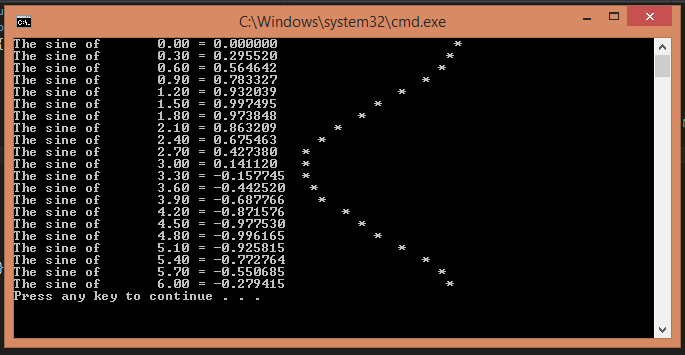 C:\Windows\system32\cmd.exe
The sine of 0.00 = 0.000000 *
The sine of 0.30 = 0.295520 *
The sine of 0.60 = 0.564642 *
The sine of 0.90 = 0.783327 *
The sine of 1.20 = 0.932039 *
The sine of 1.50 = 0.997495 *
The sine of 1.80 = 0.973848 *
The sine of 2.10 = 0.863209 *
The sine of 2.40 = 0.675463 *
The sine of 2.70 = 0.427380 *
The sine of 3.00 = 0.141120 *
The sine of 3.30 = -0.157745 *
The sine of 3.60 = -0.442520 *
The sine of 3.90 = -0.687766 *
The sine of 4.20 = -0.871576 *
The sine of 4.50 = -0.977530 *
The sine of 4.80 = -0.996165 *
The sine of 5.10 = -0.925815 *
The sine of 5.40 = -0.772764 *
The sine of 5.70 = -0.550685 *
The sine of 6.00 = -0.279415 *
Press any key to continue . . .